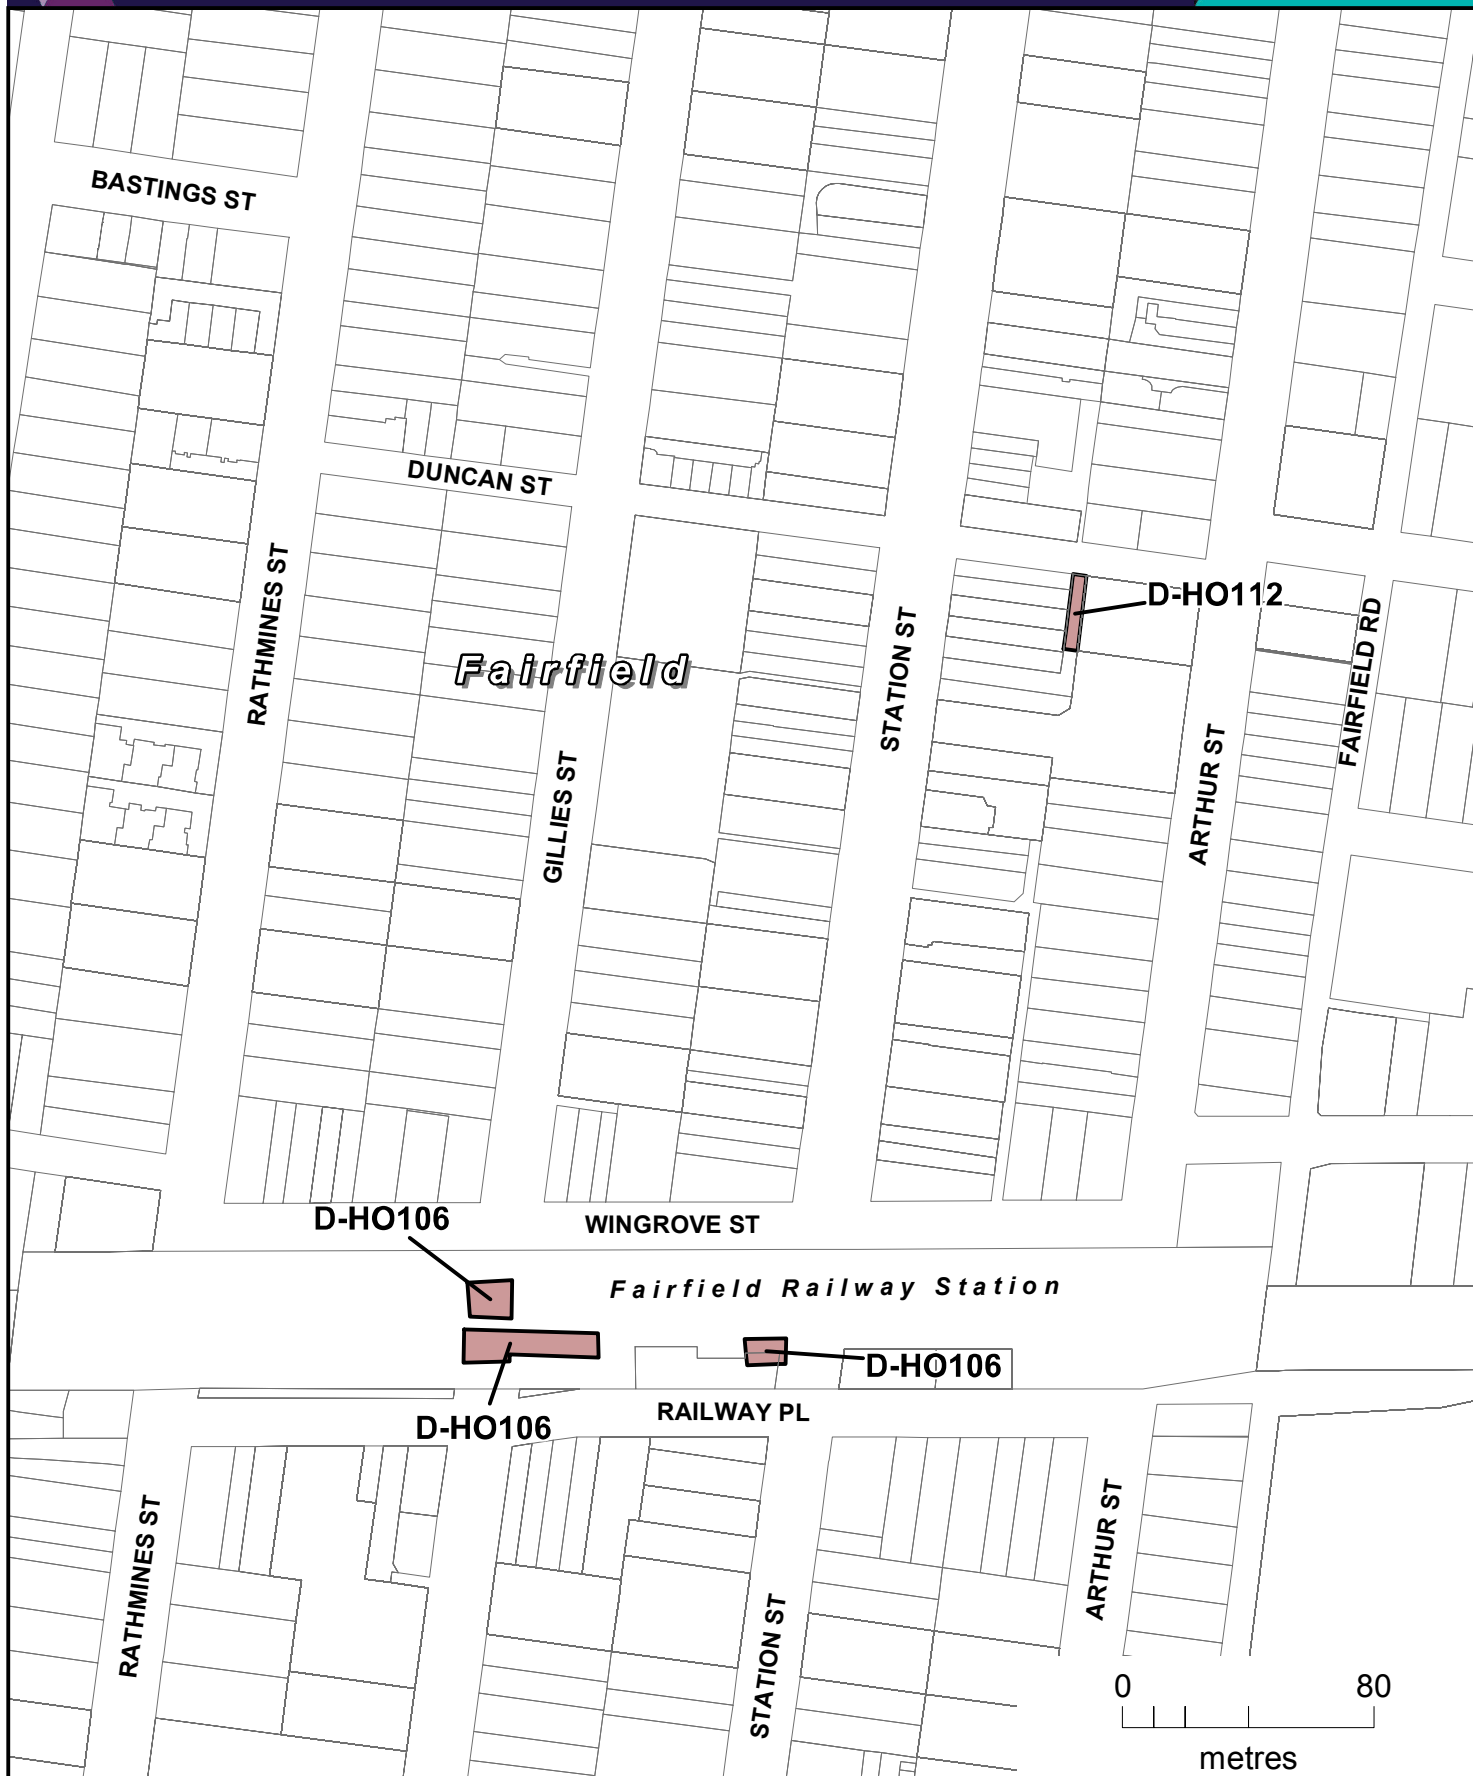 BASTINGS ST
DUNCAN ST
RATHMINES ST
D-HO112
Fairfield
STATION ST
FAIRFIELD RD
GILLIES ST
ARTHUR ST
D-HO106
WINGROVE ST
Fairfield Railway Station
D-HO106
D-HO106
RAILWAY PL
RATHMINES ST
STATION ST
ARTHUR ST
0 80
metres